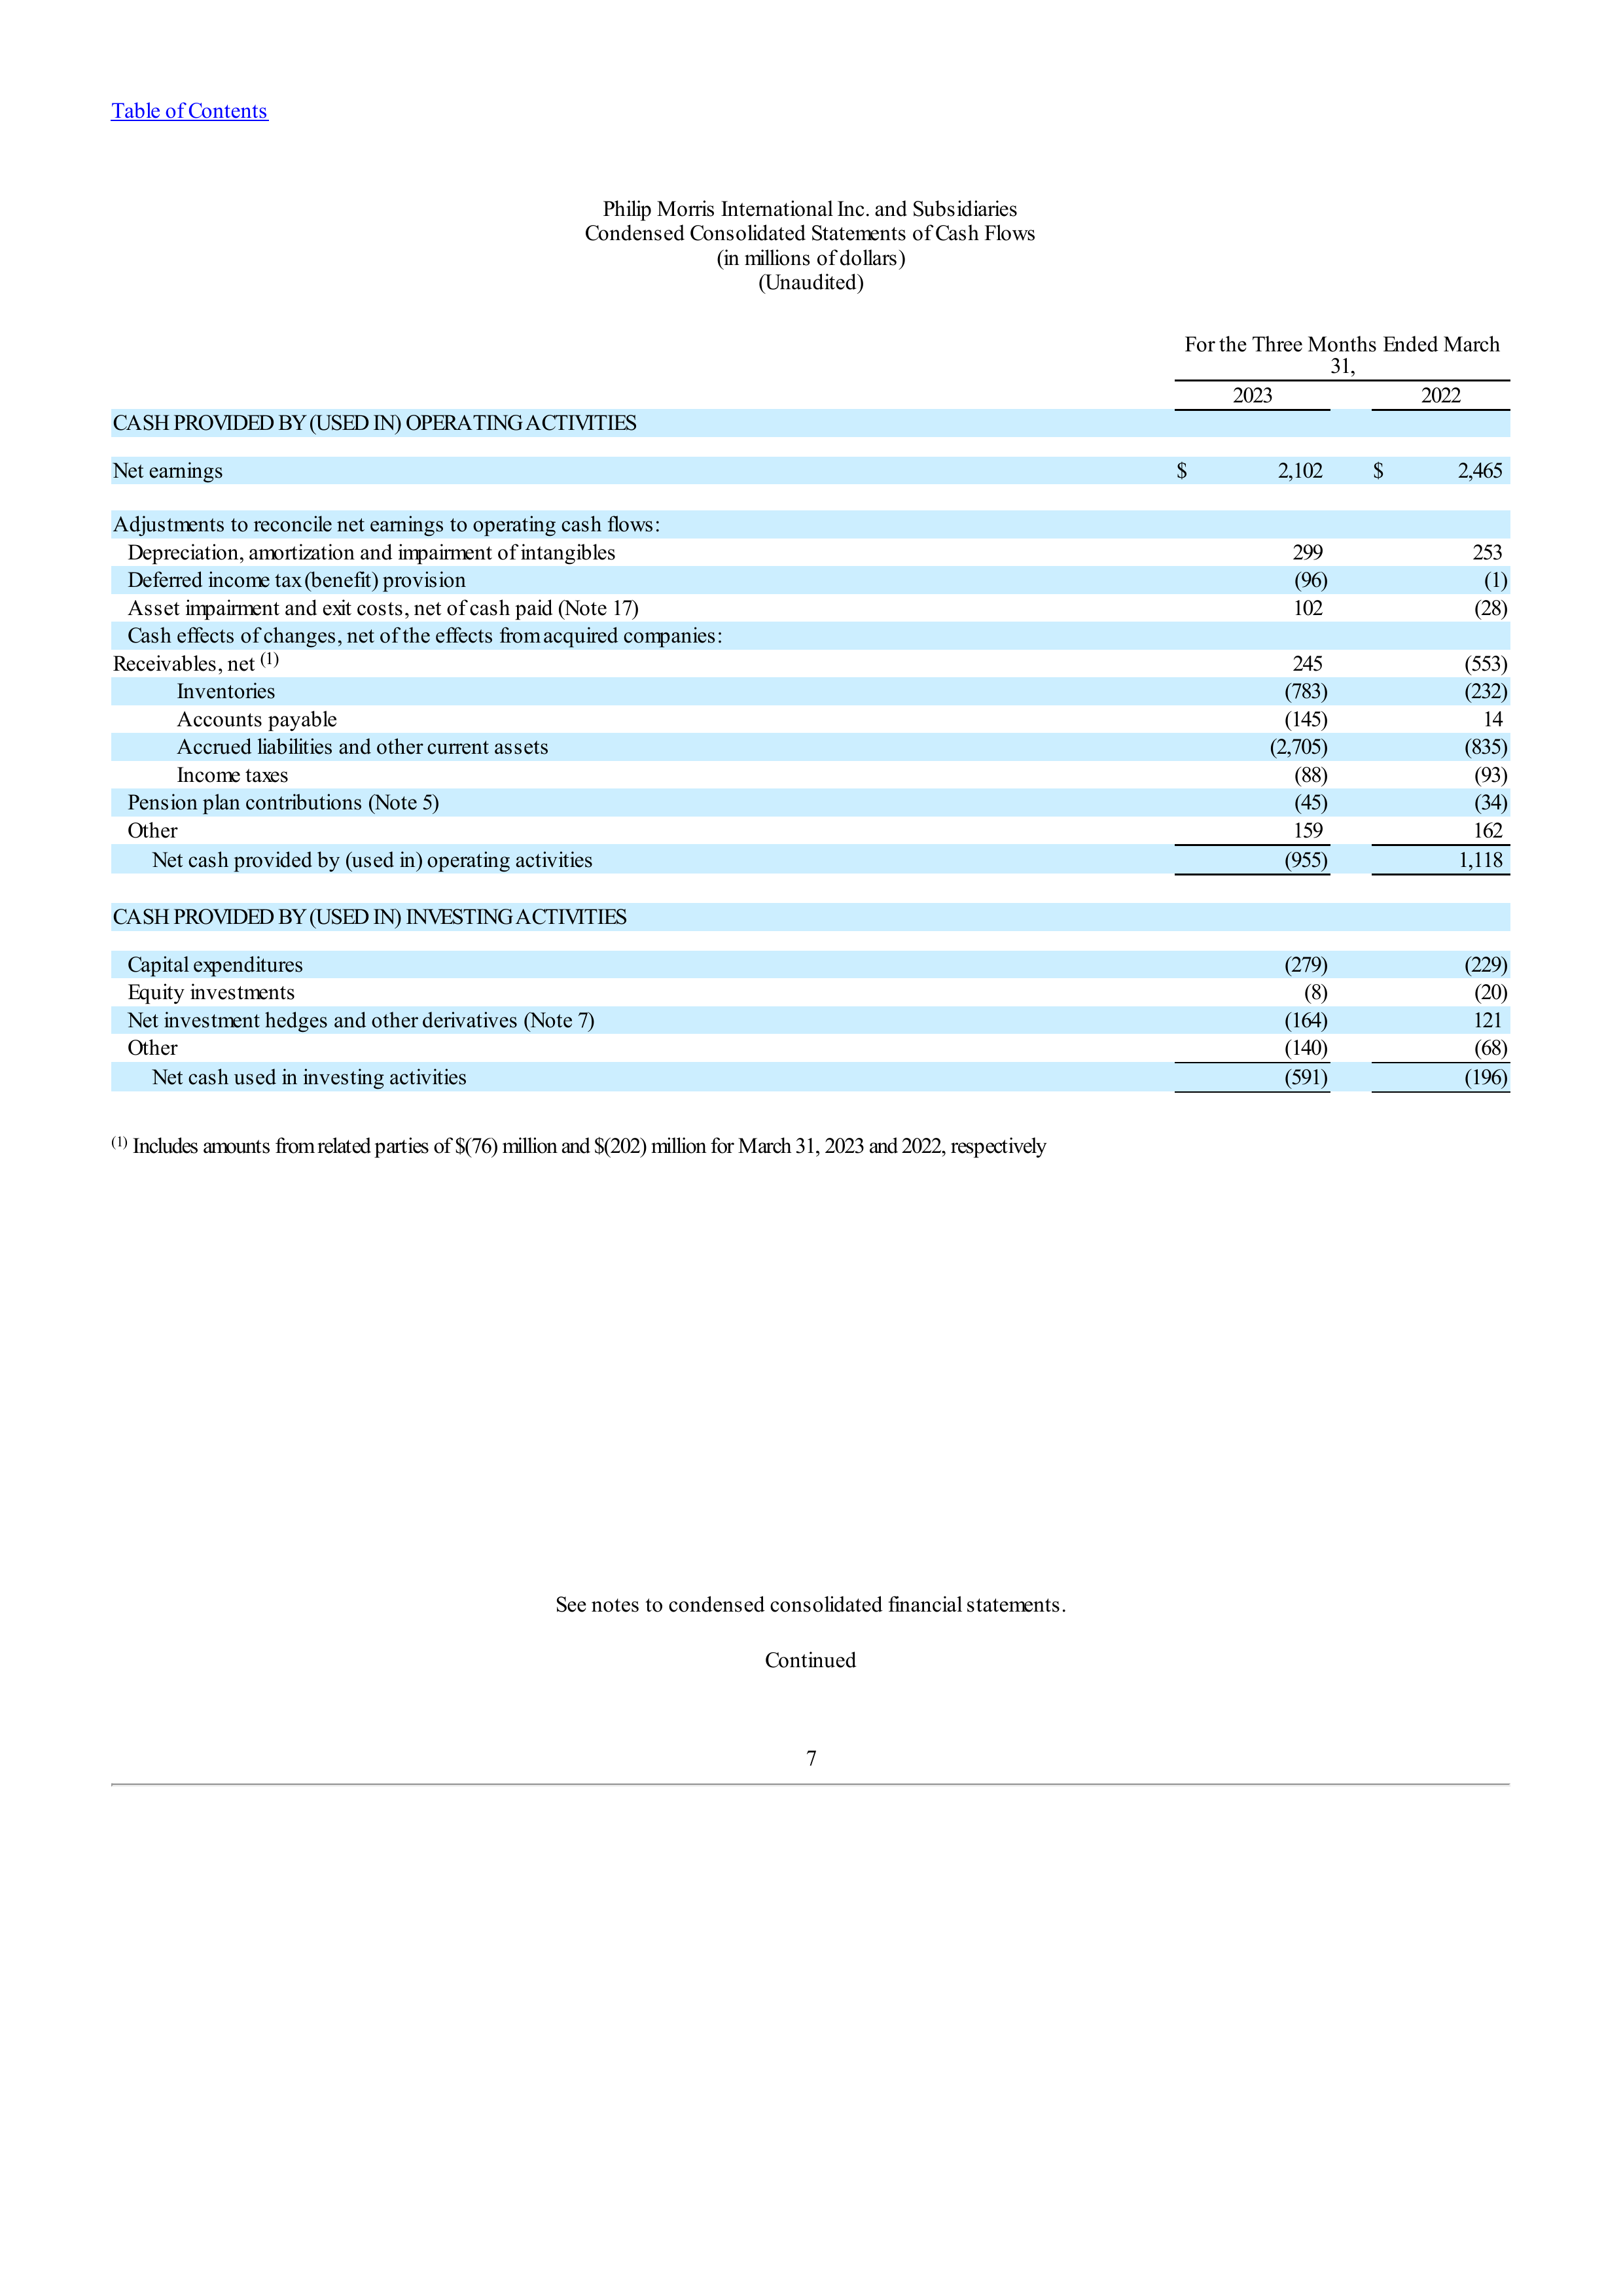 Table of Contents
Philip Morris International Inc. and Subsidiaries
Condensed Consolidated Statements of Cash Flows
(in millions of dollars)
(Unaudited)
For the Three Months Ended March
31,
2023 2022
CASH PROVIDED BY (USED IN) OPERATING ACTIVITIES
Net earnings $ 2,102 $ 2,465
Adjustments to reconcile net earnings to operating cash flows:
Depreciation, amortization and impairment of intangibles 299 253
Deferred income tax (benefit) provision (96) (1)
Asset impairment and exit costs, net of cash paid (Note 17) 102 (28)
Cash effects of changes, net of the effects from acquired companies:
Receivables, net (1) 245 (553)
Inventories (783) (232)
Accounts payable (145) 14
Accrued liabilities and other current assets (2,705) (835)
Income taxes (88) (93)
Pension plan contributions (Note 5) (45) (34)
Other 159 162
Net cash provided by (used in) operating activities (955) 1,118
CASH PROVIDED BY (USED IN) INVESTING ACTIVITIES
Capital expenditures (279) (229)
Equity investments (8) (20)
Net investment hedges and other derivatives (Note 7) (164) 121
Other (140) (68)
Net cash used in investing activities (591) (196)
(1) Includes amounts from related parties of $(76) million and $(202) million for March 31, 2023 and 2022, respectively
See notes to condensed consolidated financial statements.
Continued
7